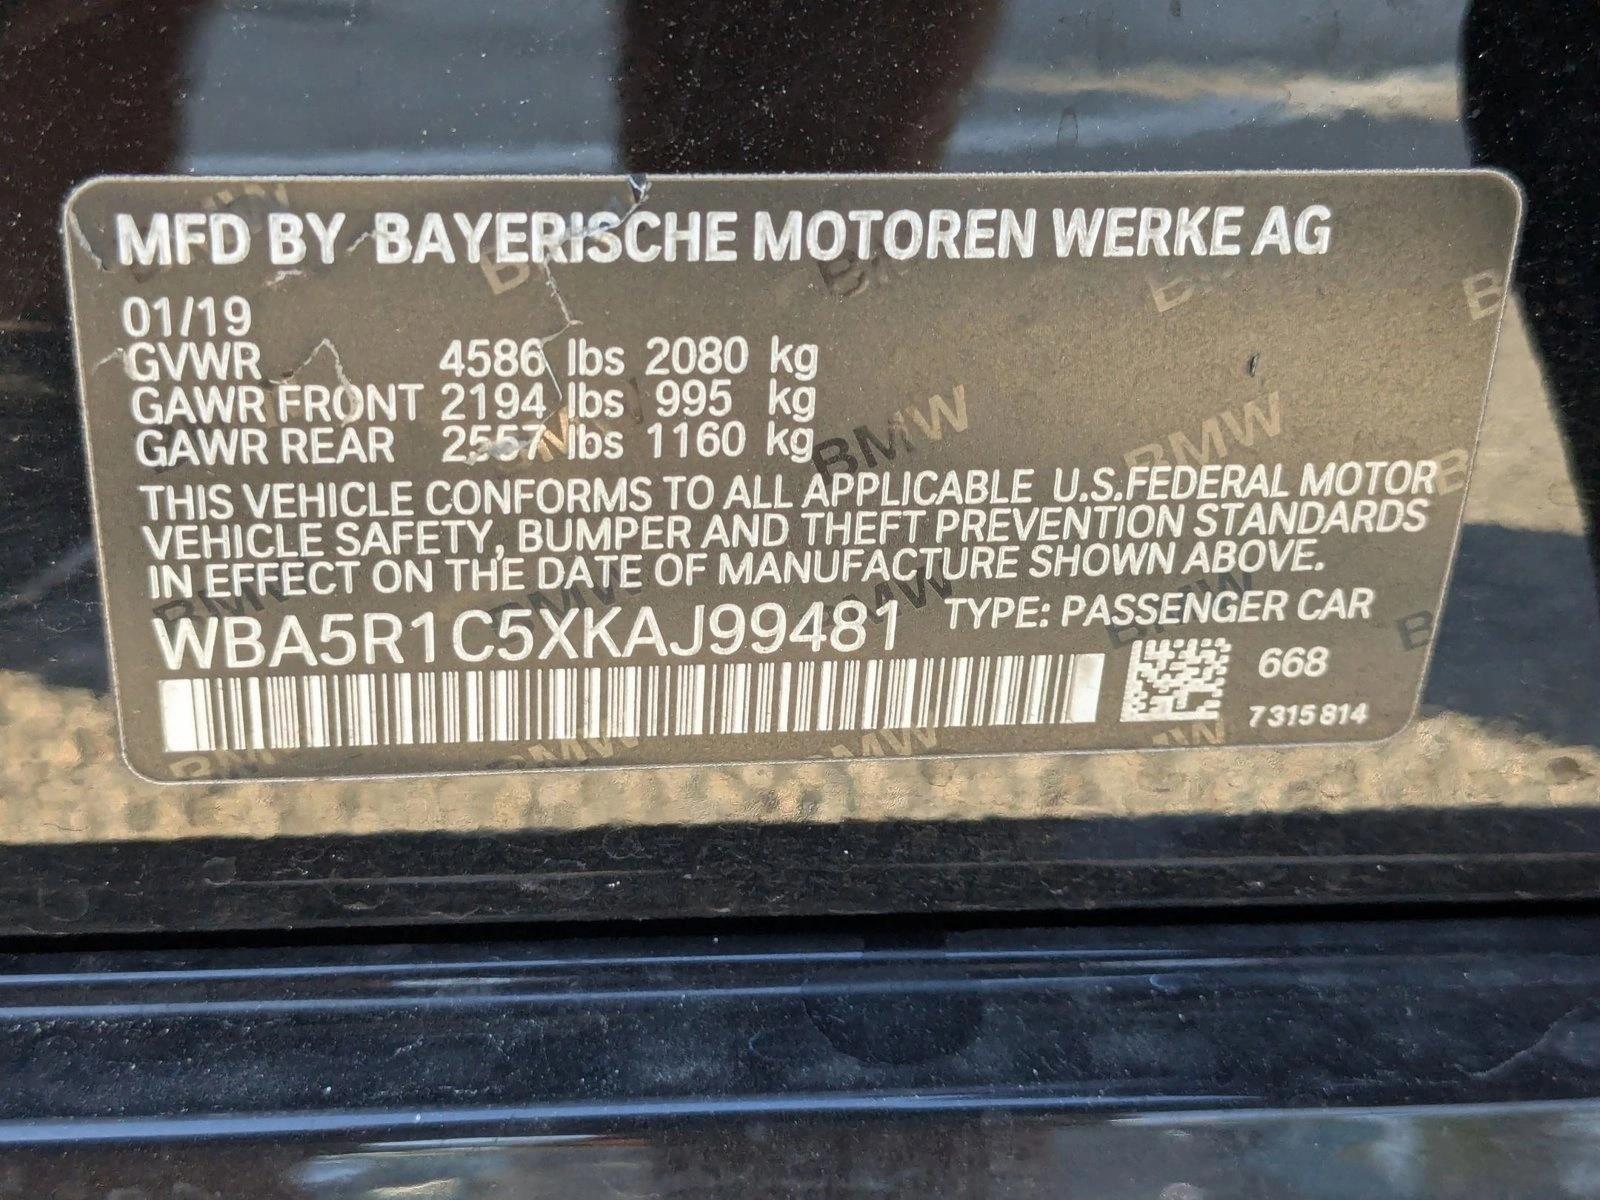 MFD BY BAYERISCHE MOTOREN WERKE AG
01/19
GVWR 4586 lbs 2080 kg
GAWR FRONT 2194 lbs 995 kg
GAWR REAR 2557 lbs 1160 kg
THIS VEHICLE CONFORMS TO ALL APPLICABLE U.S.FEDERAL MOTOR
VEHICLE SAFETY, BUMPER AND THEFT PREVENTION STANDARDS
IN EFFECT ON THE DATE OF MANUFACTURE SHOWN ABOVE.
WBA5R1C5XKAJ99481 TYPE: PASSENGER CAR
668
7315814